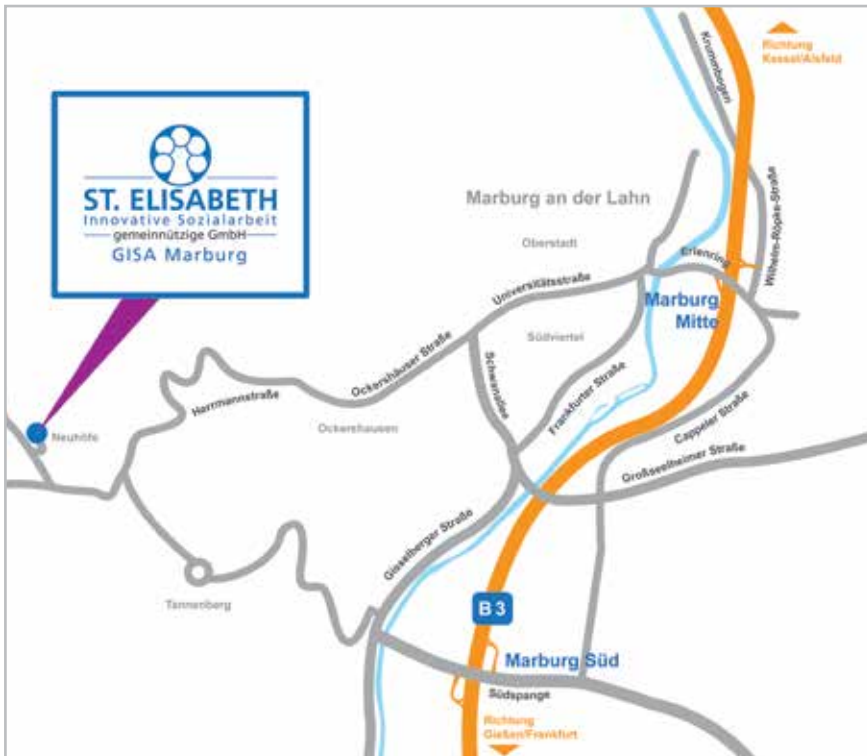 Richtung
Kassel/Alsfeld
Krummbogen
ST. ELISABETH
Innovative Sozialarbeit
gemeinnützige GmbH
GISA Marburg
Marburg an der Lahn
Oberstadt
Erlenring
Wilhelm-Röpke-Straße
Universitätsstraße
Marburg
Mitte
Südviertel
Ockershäuser Straße
Schwanallee
Frankfurter Straße
Herrmannstraße
Ockershausen
Cappeler Straße
Neuhöfe
Großseelheimer Straße
Gisselberger Straße
Tannenberg
B 3
Marburg Süd
Südspange
Richtung
Gießen/Frankfurt